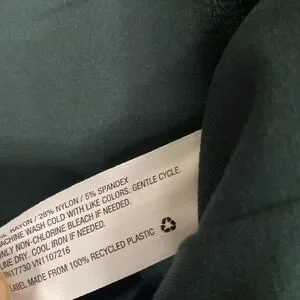 RAYON / 28% NYLON / 5% SPANDEX
MACHINE WASH COLD WITH LIKE COLORS. GENTLE CYCLE.
ONLY NON-CHLORINE BLEACH IF NEEDED.
LINE DRY. COOL IRON IF NEEDED.
17730 VN1107216
LABEL MADE FROM 100% RECYCLED PLASTIC